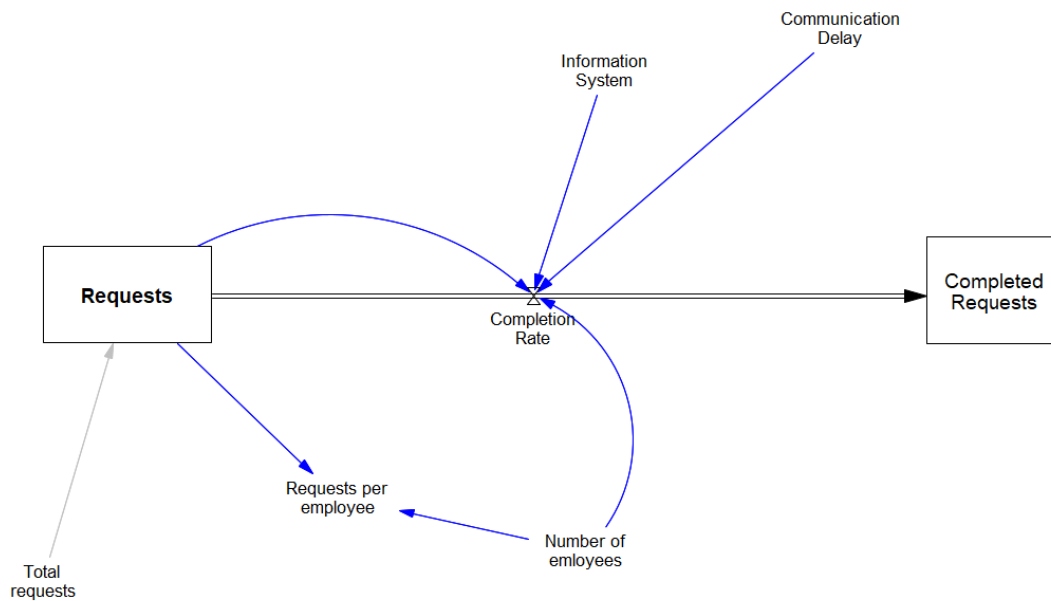 Communication
Delay
Information
System
Requests
Completion
Rate
Completed
Requests
Requests per
employee
Number of
emloyees
Total
requests